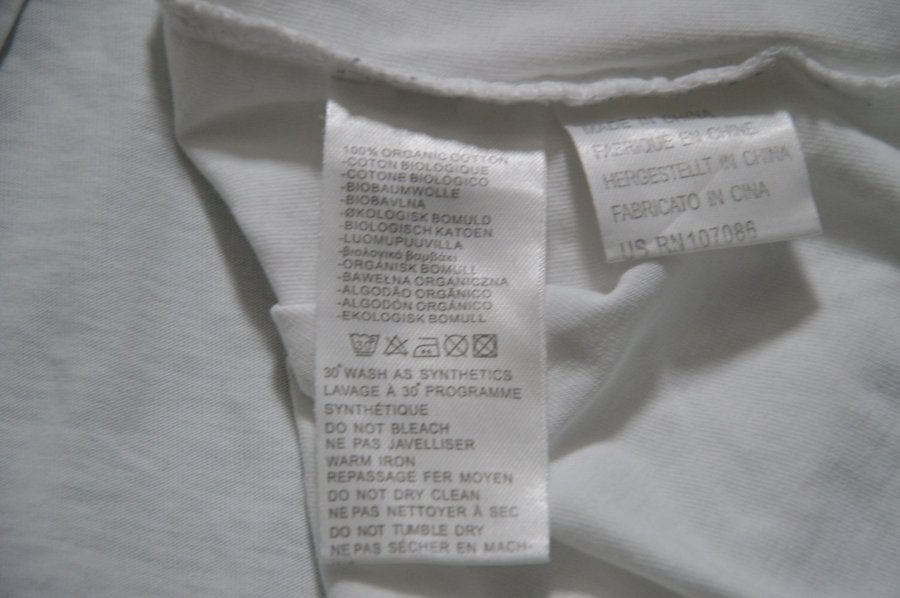 100% ORGANIC COTTON
-COTON BIOLOGIQUE
-COTONE BIOLOGICO
-BIOBAUMWOLLE
-BIOBAVLNA
-ØKOLOGISK BOMULD
-BIOLOGISCH KATOEN
-LUOMUPUUVILLA
-βιολογικό βαμβάκι
-ORGANISK BOMULL
-BAWEŁNA ORGANICZNA
-ALGODÃO ORGÂNICO
-ALGODÓN ORGÁNICO
-EKOLOGISK BOMULL
30
30° WASH AS SYNTHETICS
LAVAGE À 30° PROGRAMME
SYNTHÉTIQUE
DO NOT BLEACH
NE PAS JAVELLISER
WARM IRON
REPASSAGE FER MOYEN
DO NOT DRY CLEAN
NE PAS NETTOYER À SEC
DO NOT TUMBLE DRY
NE PAS SÉCHER EN MACH-
MADE IN CHINA
FABRIQUE EN CHINE
HERGESTELLT IN CHINA
FABRICATO IN CINA
US RN107086